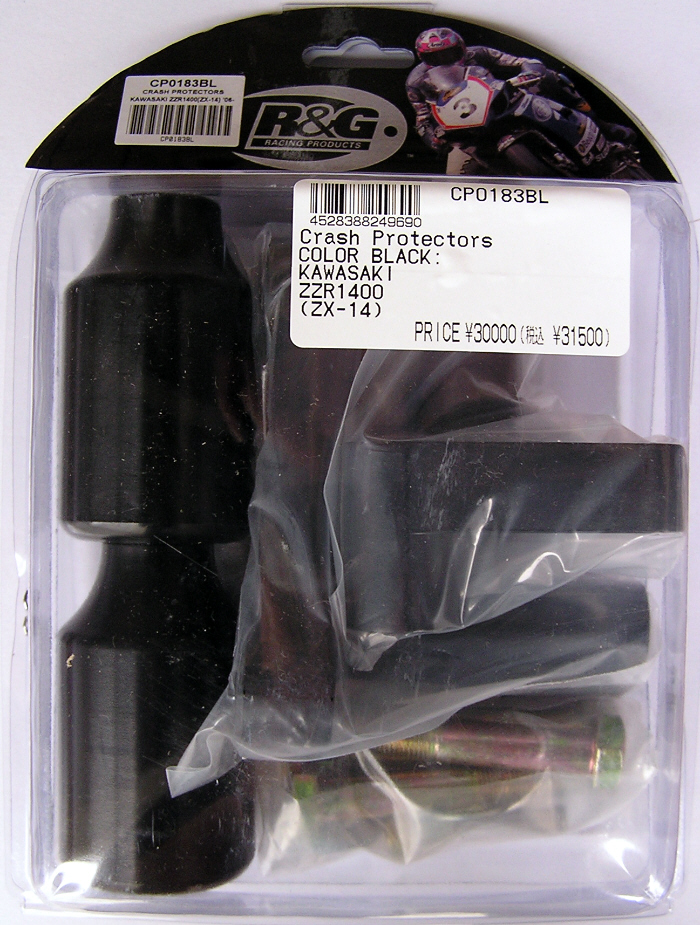 CP0183BL
CRASH PROTECTORS
KAWASAKI ZZR1400(ZX-14) '06-
CP0183BL
R&G
RACING PRODUCTS
3
CP0183BL
4528388249690
Crash Protectors
COLOR BLACK:
KAWASAKI
ZZR1400
(ZX-14)
PRICE ¥30000(税込 ¥31500)